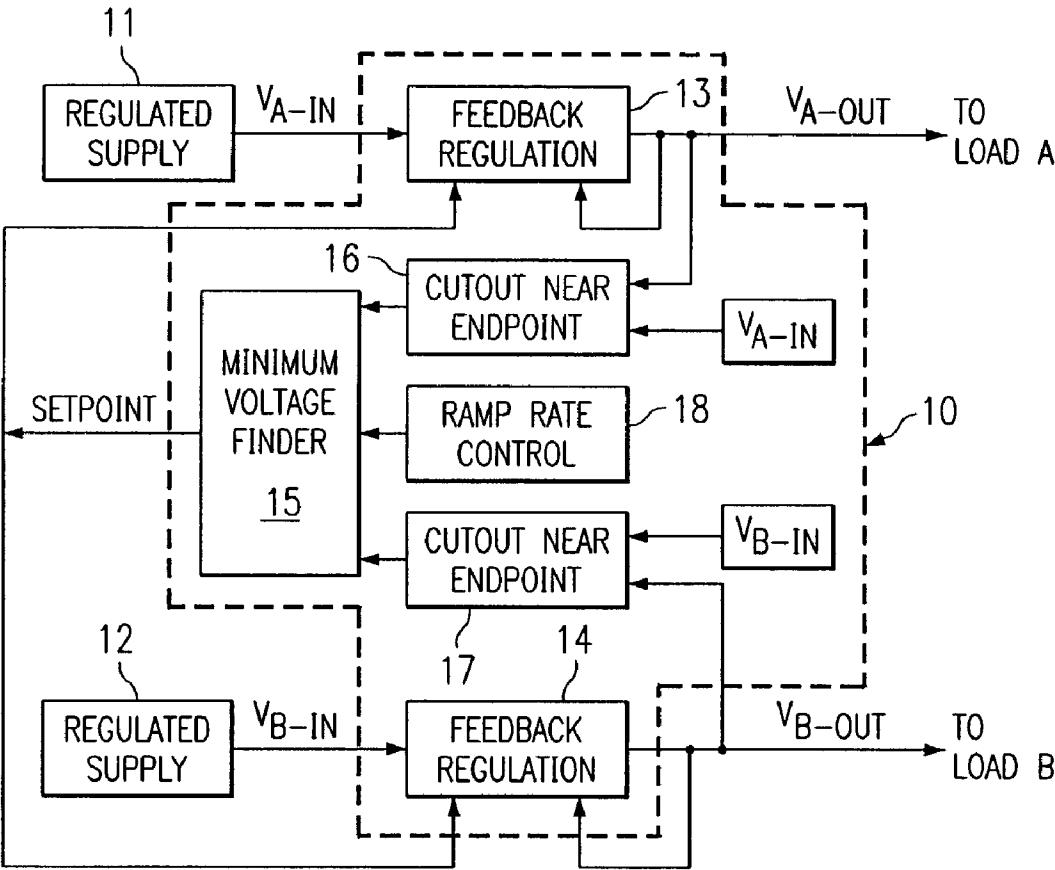 11
REGULATED
SUPPLY
VA-IN
FEEDBACK
REGULATION
13
VA-OUT
TO
LOAD A
16
CUTOUT NEAR
ENDPOINT
VA-IN
MINIMUM
VOLTAGE
FINDER
15
SETPOINT
RAMP RATE
CONTROL
18
10
CUTOUT NEAR
ENDPOINT
17
VB-IN
12
REGULATED
SUPPLY
VB-IN
14
FEEDBACK
REGULATION
VB-OUT
TO
LOAD B